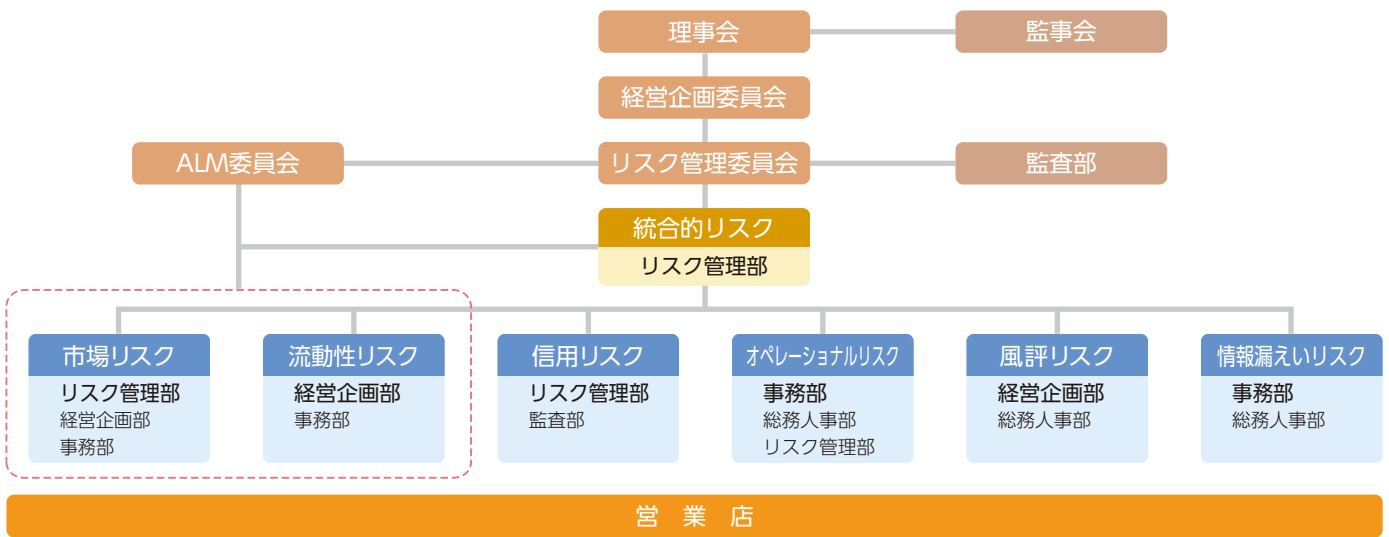 理事会
監事会
経営企画委員会
ALM委員会
リスク管理委員会
監査部
統合的リスク
リスク管理部
市場リスク
リスク管理部
経営企画部
事務部
流動性リスク
経営企画部
事務部
信用リスク
リスク管理部
監査部
オペレーショナルリスク
事務部
総務人事部
リスク管理部
風評リスク
経営企画部
総務人事部
情報漏えいリスク
事務部
総務人事部
営 業 店